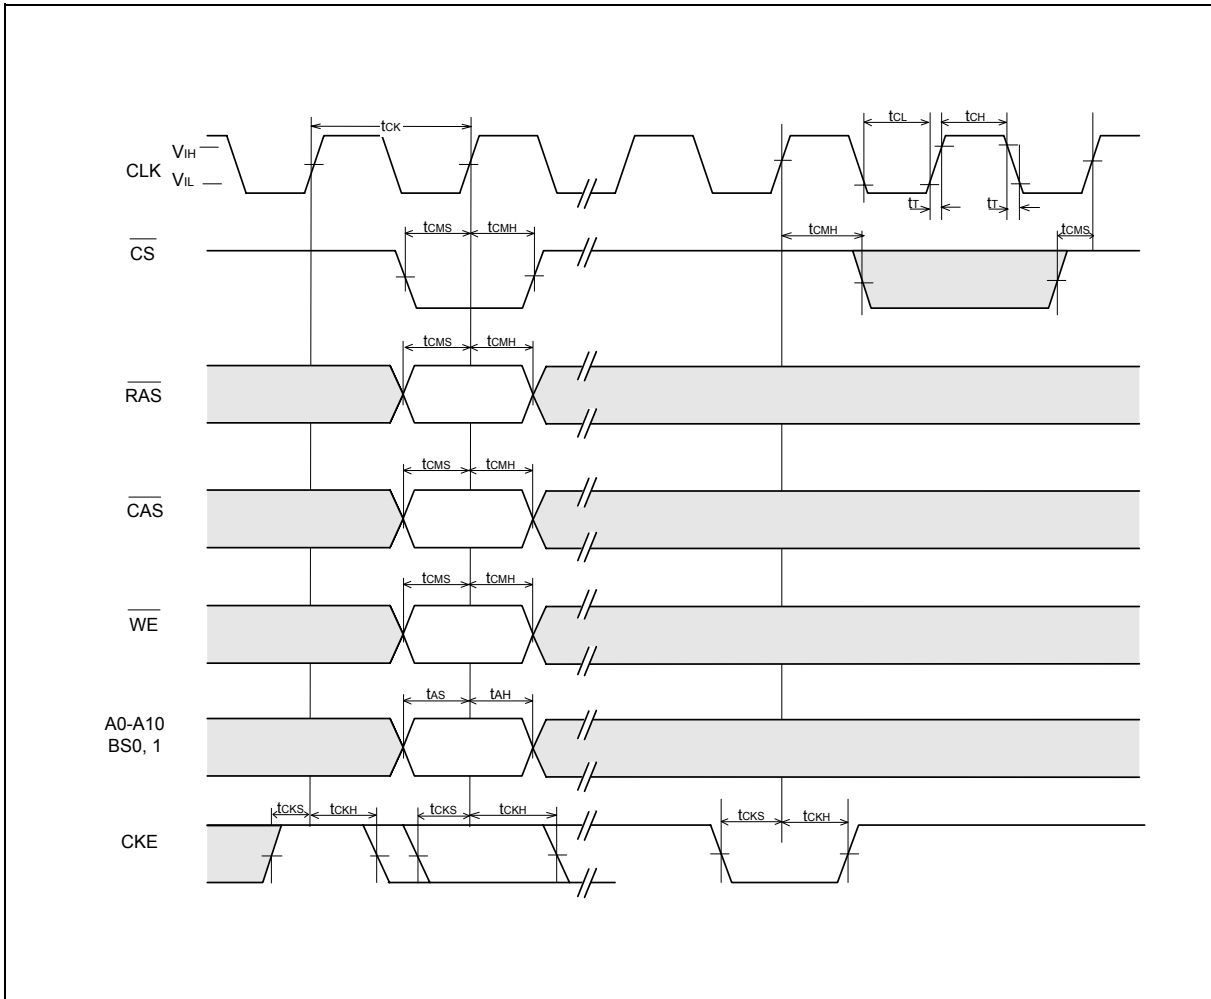 tCK
tCL
tCH
VIH
CLK
VIL
tT
tT
tCMS
tCMH
tCMH
tCMS
CS
tCMS
tCMH
RAS
tCMS
tCMH
CAS
tCMS
tCMH
WE
tAS
tAH
A0-A10
BS0, 1
tCKS
tCKH
tCKS
tCKH
tCKS
tCKH
CKE